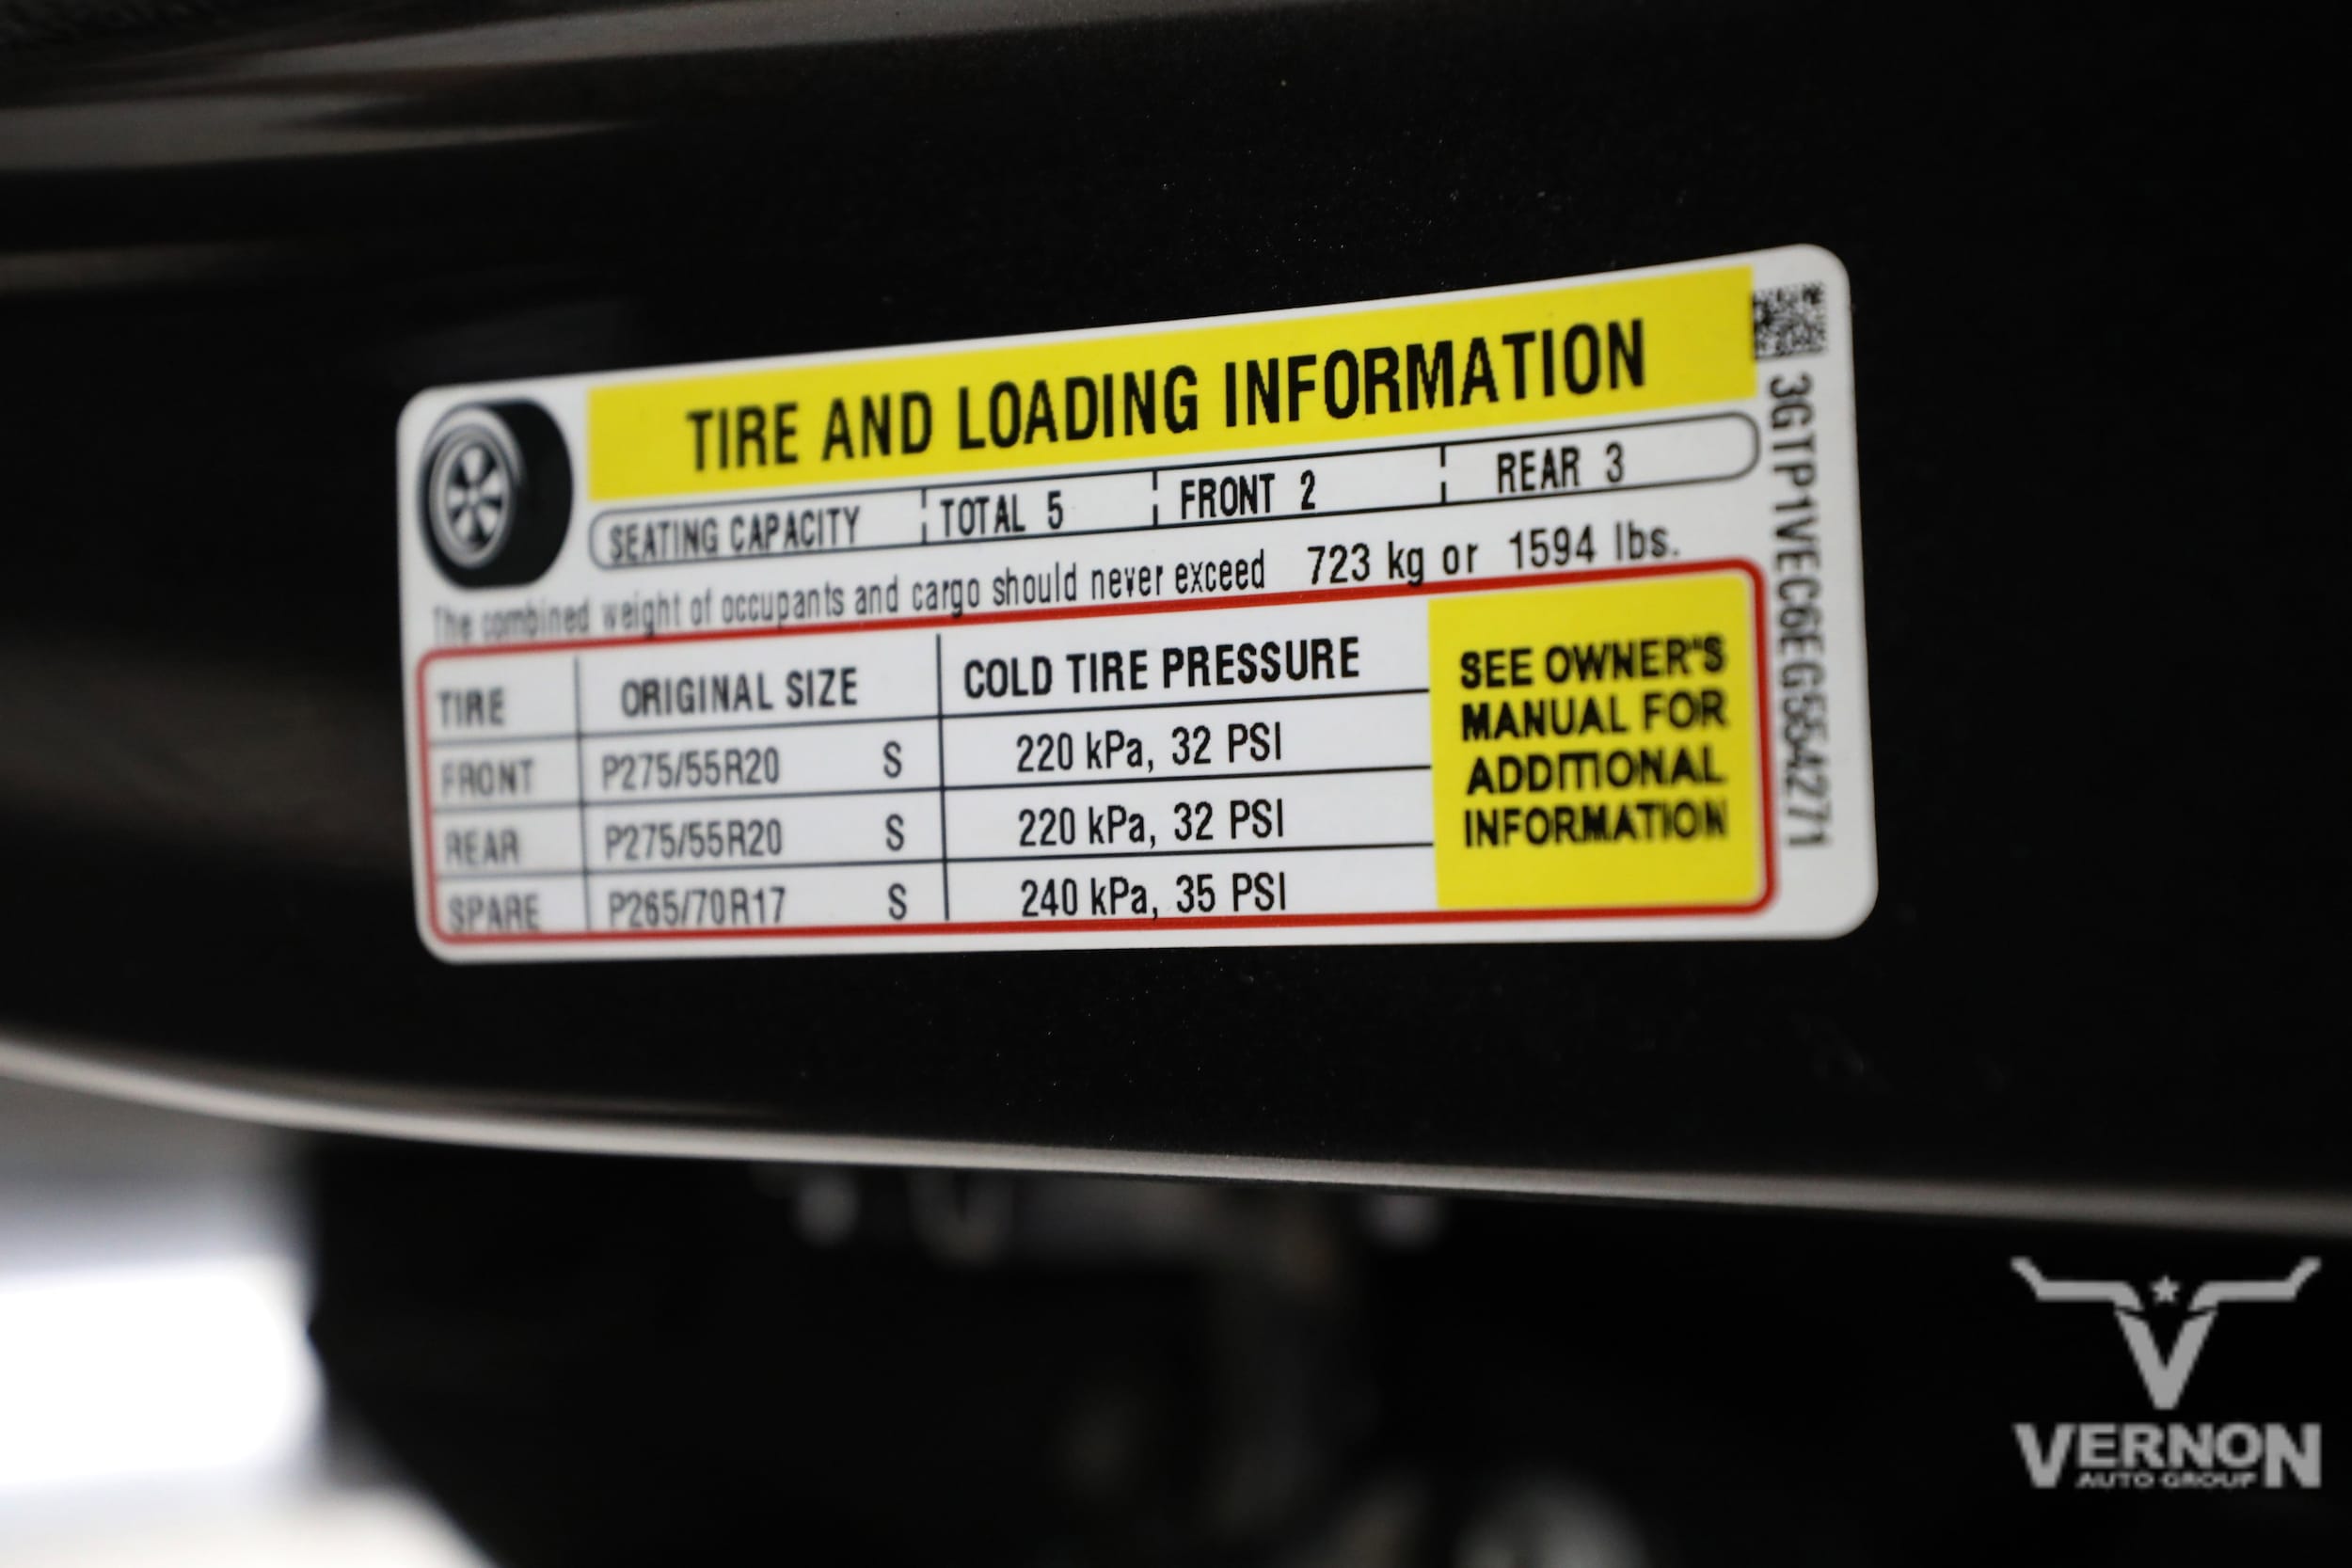 TIRE AND LOADING INFORMATION
SEATING CAPACITY TOTAL 5 FRONT 2 REAR 3
The combined weight of occupants and cargo should never exceed 723 kg or 1594 lbs.
TIRE ORIGINAL SIZE COLD TIRE PRESSURE
FRONT P275/55R20 S 220 kPa, 32 PSI
REAR P275/55R20 S 220 kPa, 32 PSI
SPARE P265/70R17 S 240 kPa, 35 PSI
SEE OWNER'S
MANUAL FOR
ADDITIONAL
INFORMATION
3GTP1VEC6EG554271
VERNON
AUTO GROUP